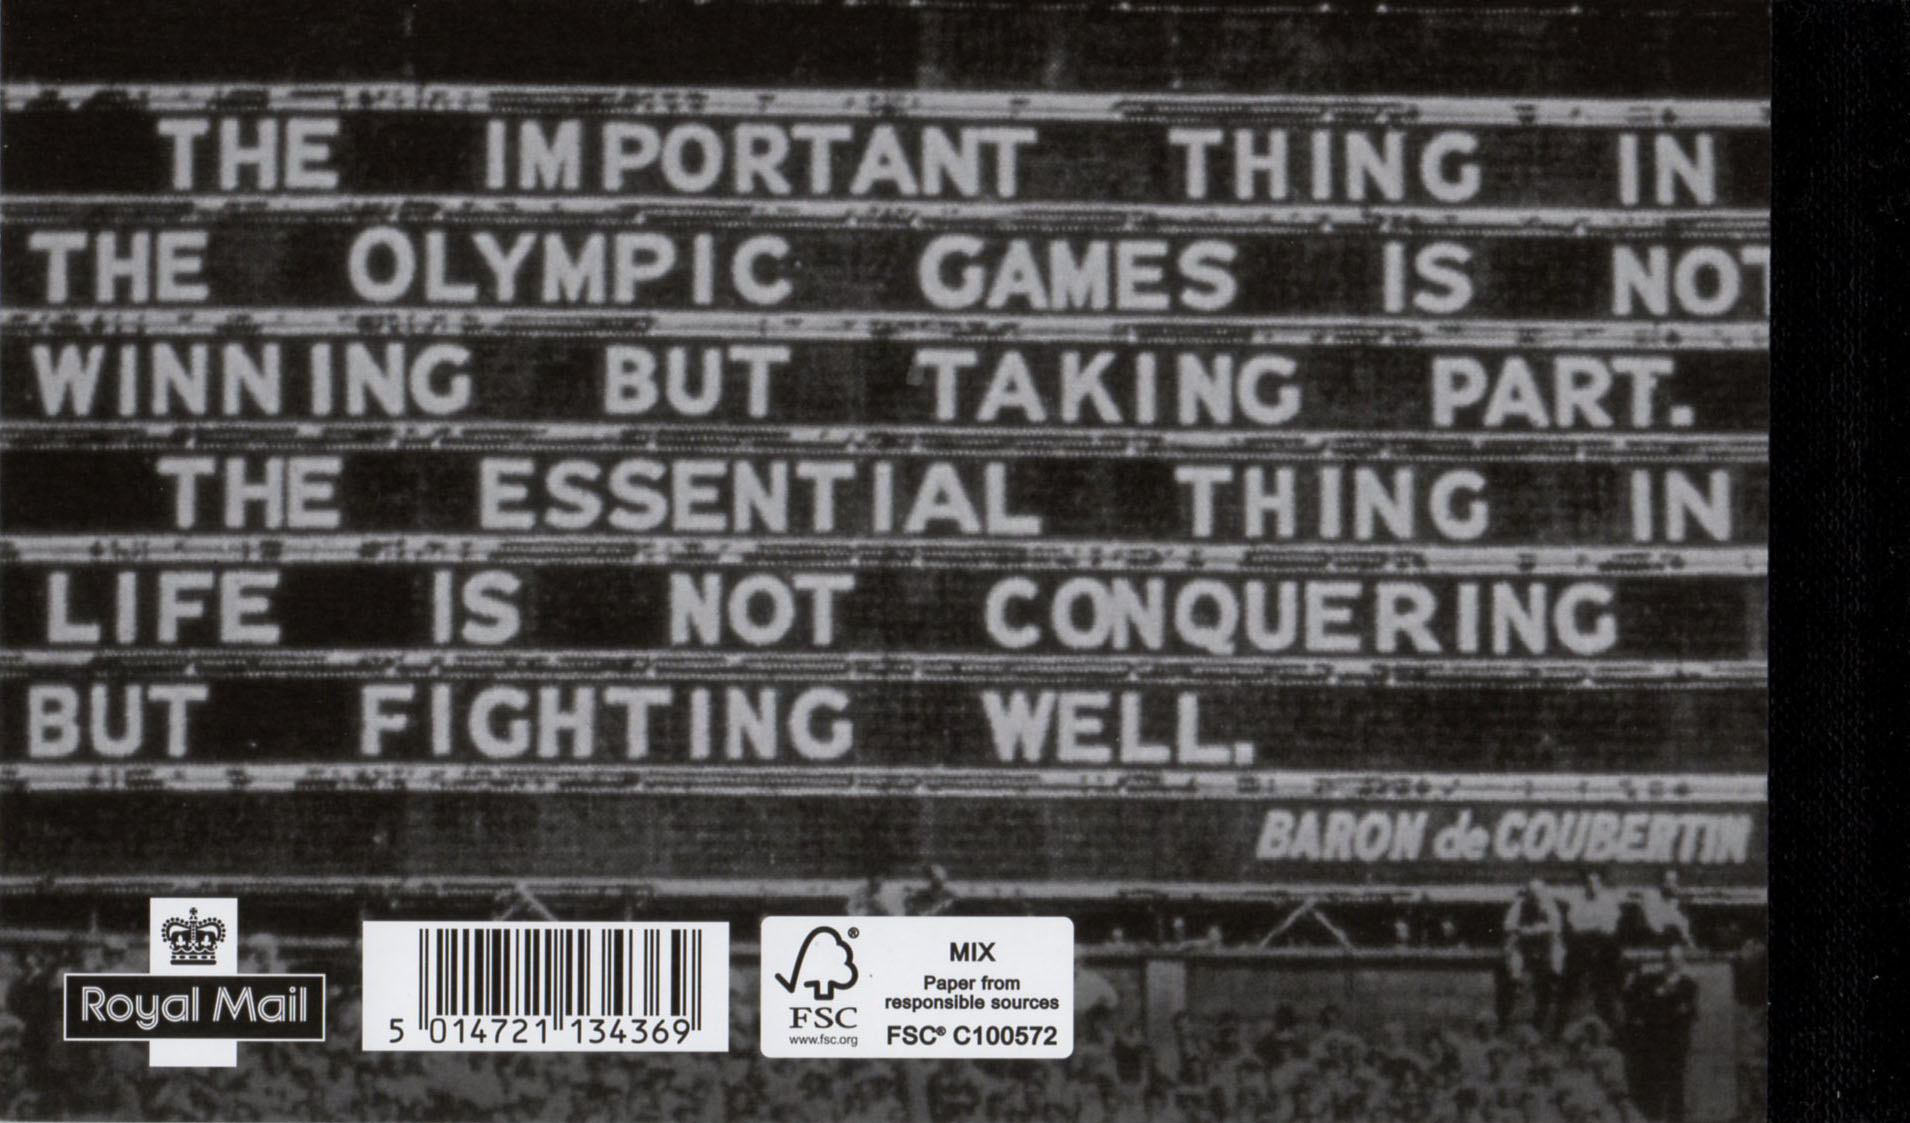 THE IMPORTANT THING IN
THE OLYMPIC GAMES IS NOT
WINNING BUT TAKING PART.
THE ESSENTIAL THING IN
LIFE IS NOT CONQUERING
BUT FIGHTING WELL.
BARON de COUBERTIN
Royal Mail
5 014721 134369
FSC
www.fsc.org
MIX
Paper from
responsible sources
FSC® C100572